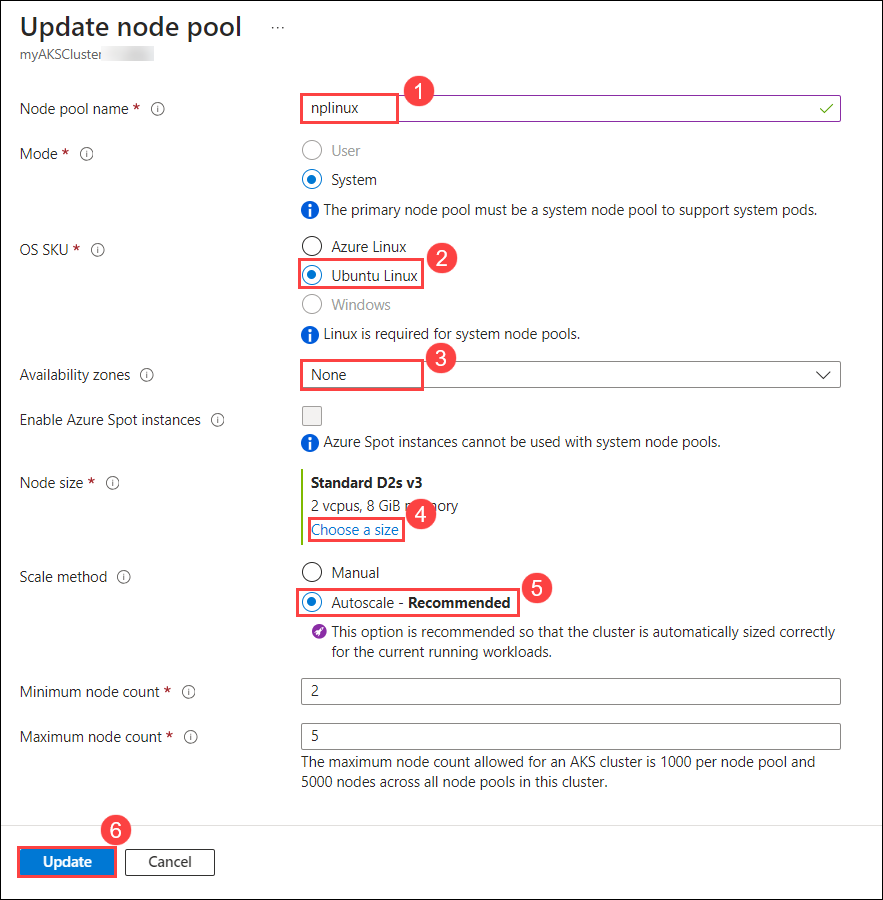 Update node pool ...
myAKSCluster
Node pool name *
nplinux
1
Mode *
User
System
The primary node pool must be a system node pool to support system pods.
OS SKU *
Azure Linux
2
Ubuntu Linux
Windows
Linux is required for system node pools.
3
Availability zones
None
Enable Azure Spot instances
Azure Spot instances cannot be used with system node pools.
Node size *
Standard D2s v3
2 vcpus, 8 GiB
4
Choose a size
Scale method
Manual
5
Autoscale - Recommended
This option is recommended so that the cluster is automatically sized correctly
for the current running workloads.
Minimum node count *
2
Maximum node count *
5
The maximum node count allowed for an AKS cluster is 1000 per node pool and
5000 nodes across all node pools in this cluster.
6
Update
Cancel